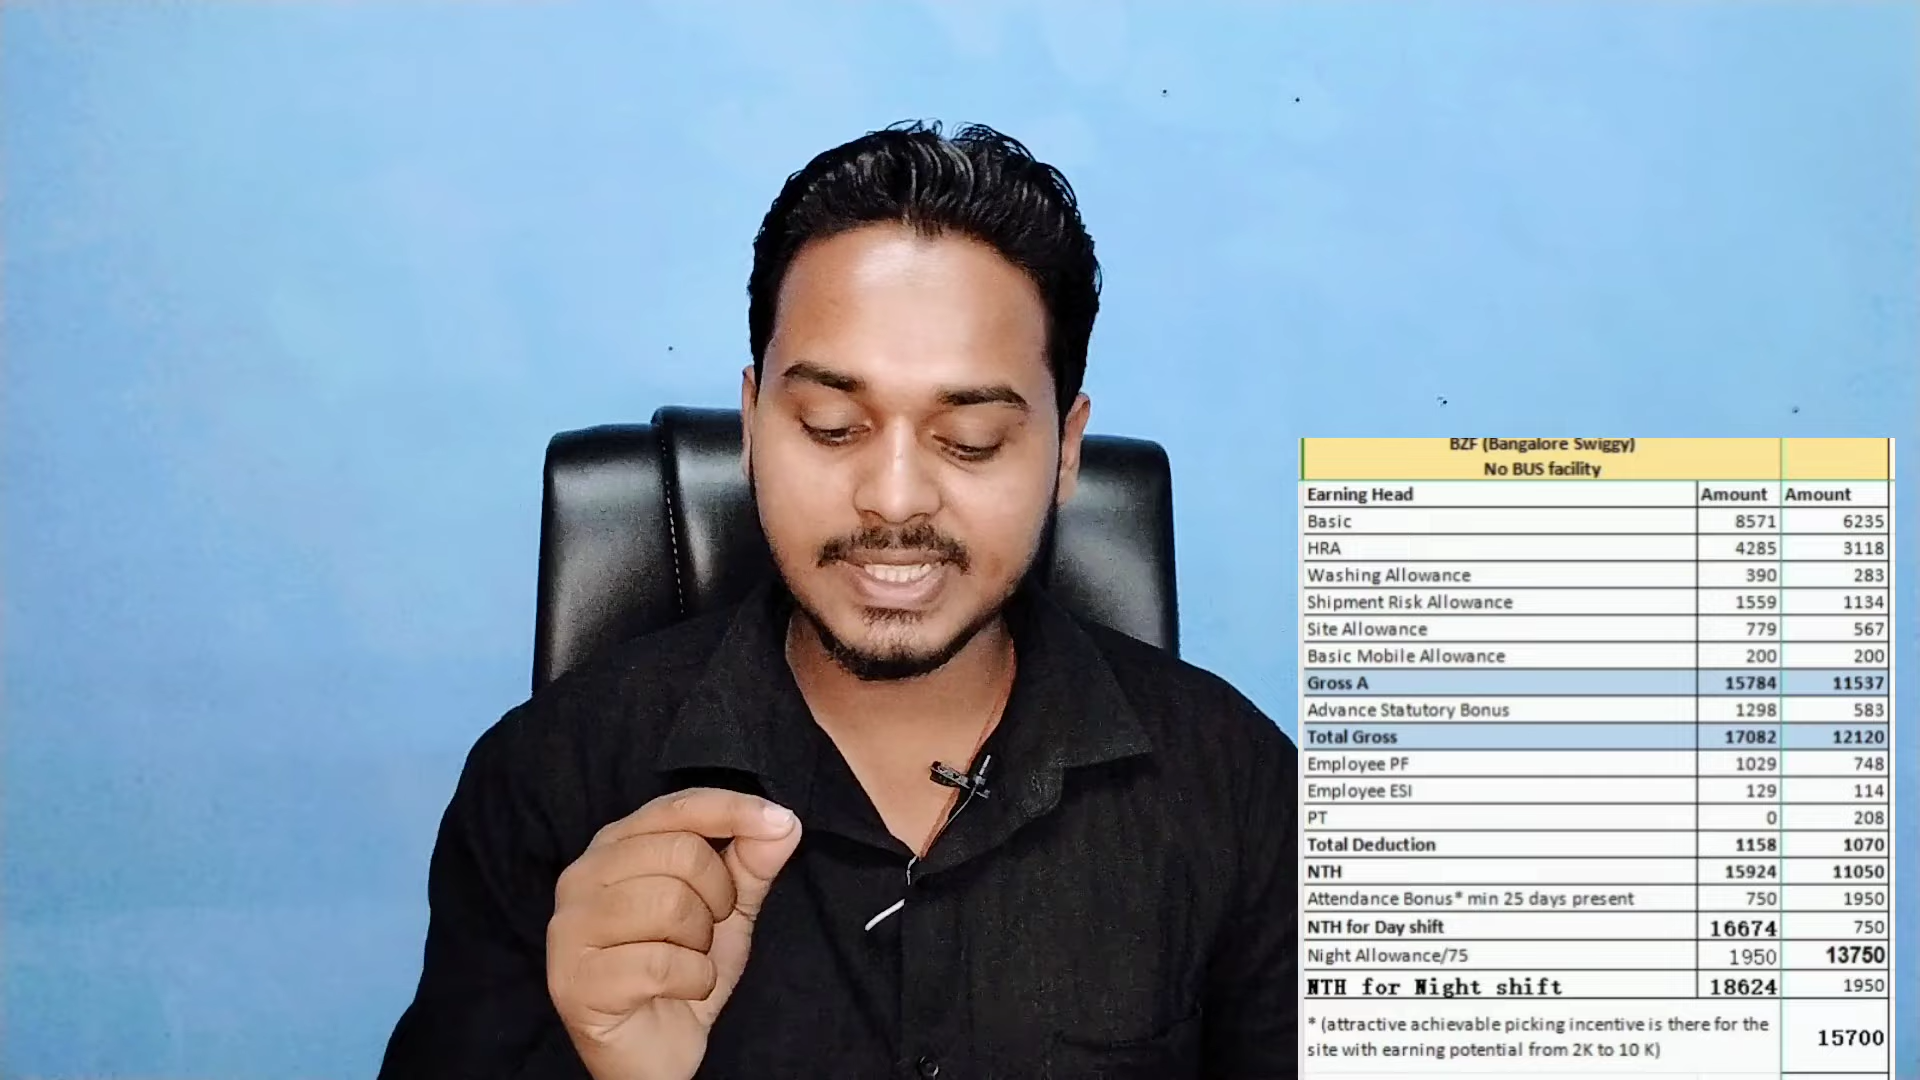 BZF (Bangalore Swiggy)
No BUS facility
Earning Head Amount Amount
Basic 8571 6235
HRA 4285 3118
Washing Allowance 390 283
Shipment Risk Allowance 1559 1134
Site Allowance 779 567
Basic Mobile Allowance 200 200
Gross A 15784 11537
Advance Statutory Bonus 1298 583
Total Gross 17082 12120
Employee PF 1029 748
Employee ESI 129 114
PT 0 208
Total Deduction 1158 1070
NTH 15924 11050
Attendance Bonus* min 25 days present 750 1950
NTH for Day shift 16674 750
Night Allowance/75 1950 13750
NTH for Night shift 18624 1950
* (attractive achievable picking incentive is there for the
site with earning potential from 2K to 10 K) 15700